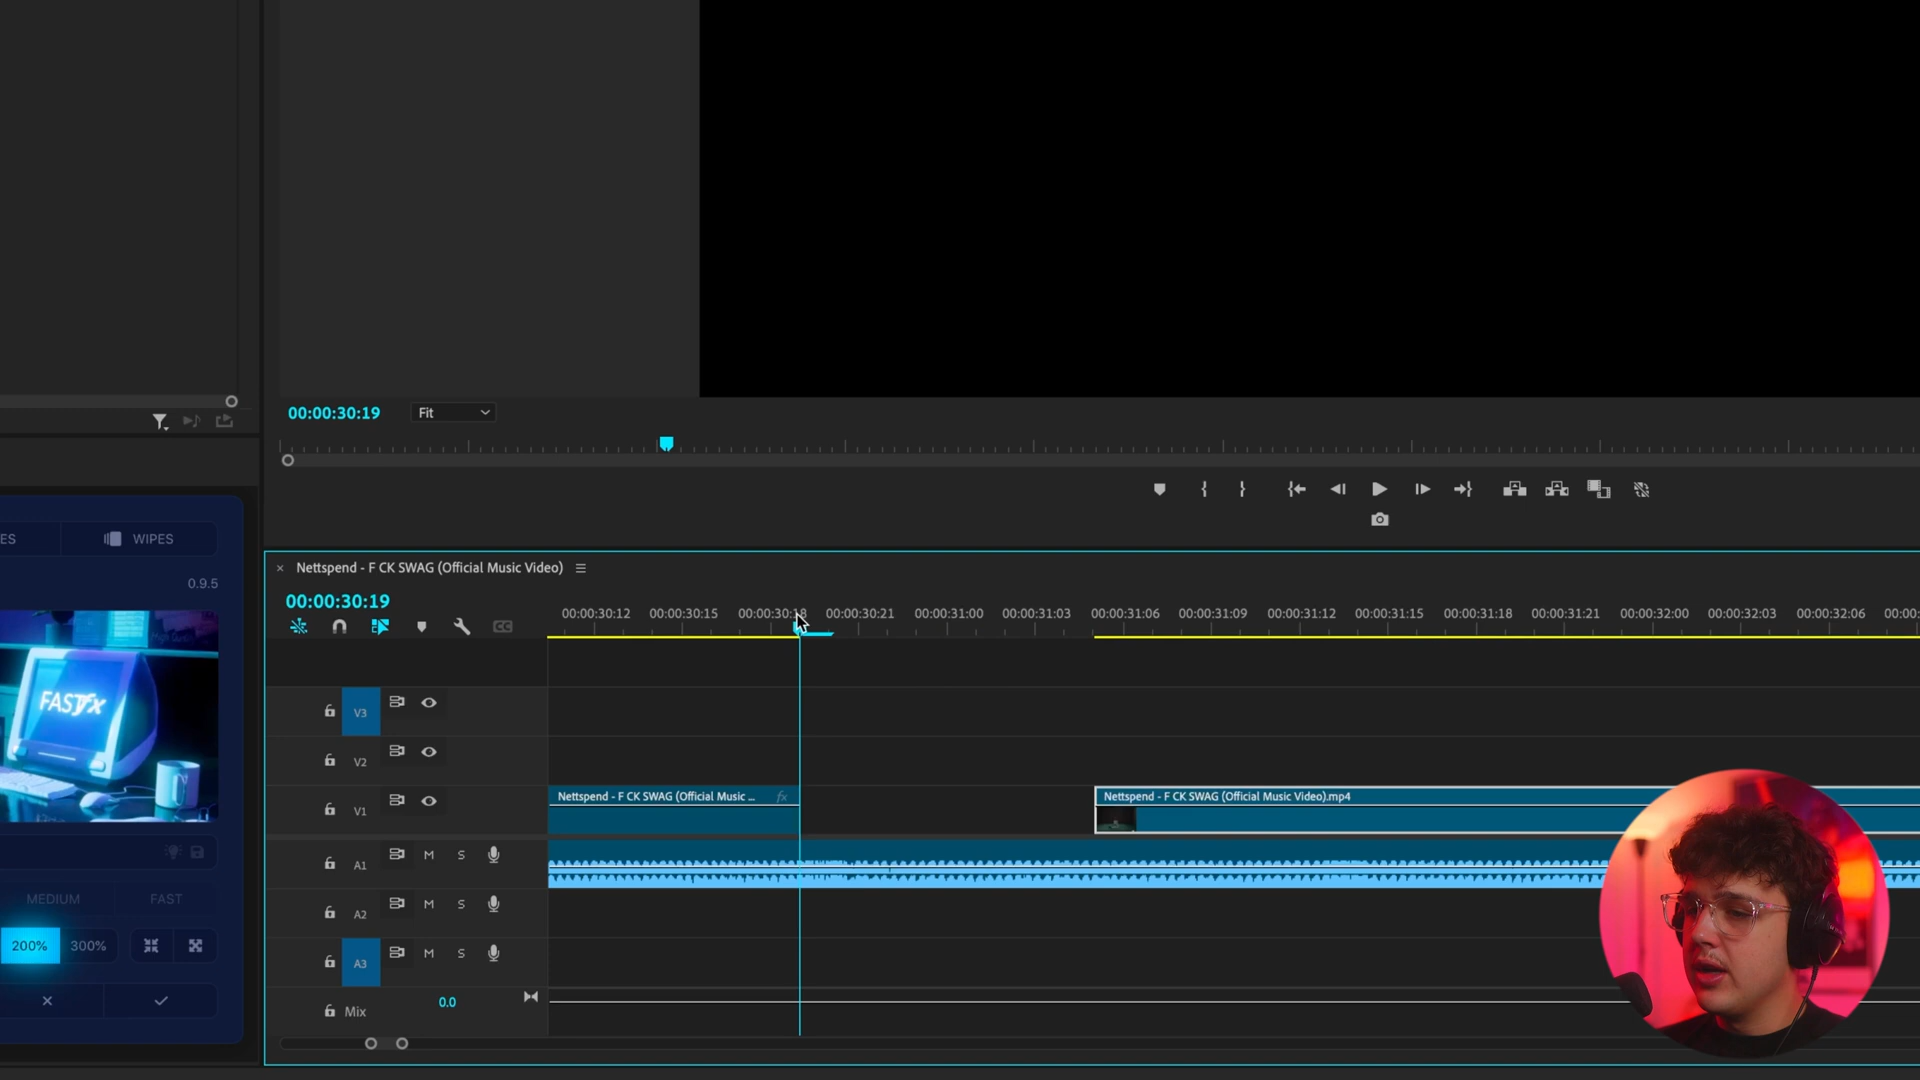 00:00:30:19
Fit
ES
WIPES
0.9.5
FASTfx
MEDIUM
FAST
200%
300%
× Nettspend - F CK SWAG (Official Music Video)
00:00:30:19
CC
00:00:30:12 00:00:30:15 00:00:30:18 00:00:30:21 00:00:31:00 00:00:31:03 00:00:31:06 00:00:31:09 00:00:31:12 00:00:31:15 00:00:31:18 00:00:31:21 00:00:32:00 00:00:32:03 00:00:32:06 00:00:
V3
V2
V1
Nettspend - F CK SWAG (Official Music ... fx
Nettspend - F CK SWAG (Official Music Video).mp4
A1 M S
A2 M S
A3 M S
Mix 0.0